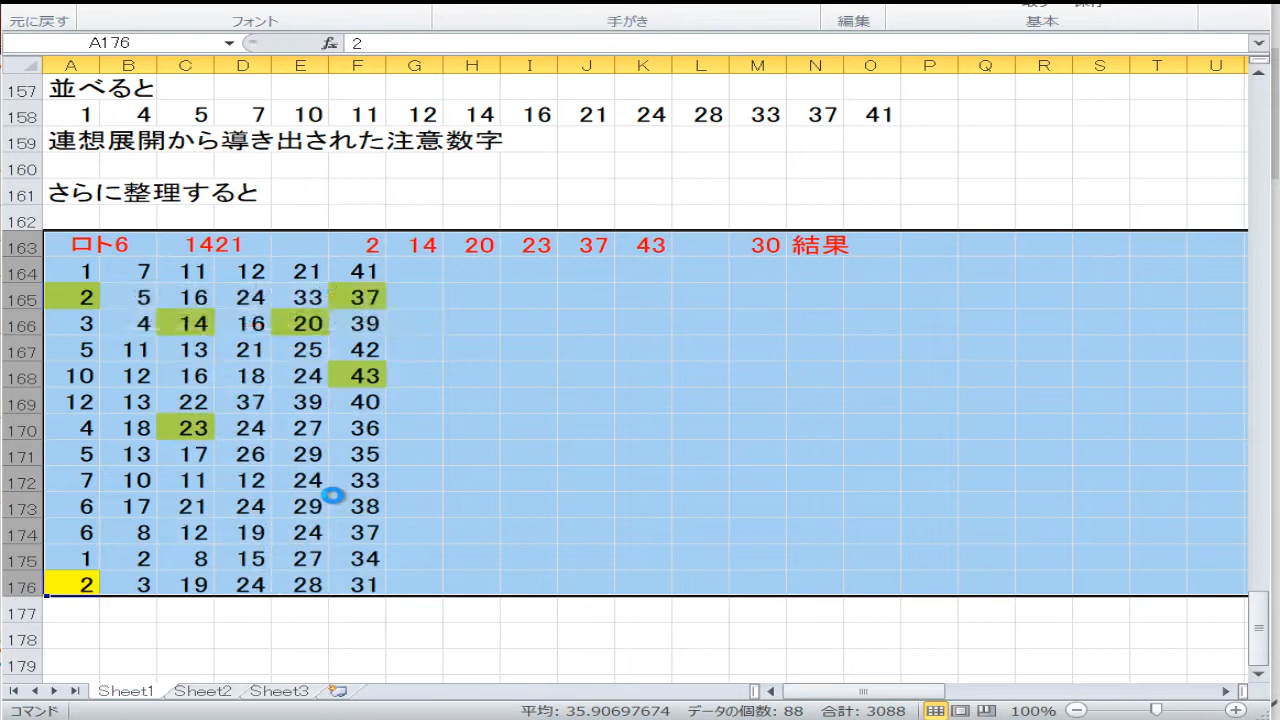 元に戻す フォント 手がき 編集 基本
A176 fx 2
A B C D E F G H I J K L M N O P Q R S T U
157 並べると
158 1 4 5 7 10 11 12 14 16 21 24 28 33 37 41
159 連想展開から導き出された注意数字
160
161 さらに整理すると
162
163 ロト6 1421 2 14 20 23 37 43 30 結果
164 1 7 11 12 21 41
165 2 5 16 24 33 37
166 3 4 14 16 20 39
167 5 11 13 21 25 42
168 10 12 16 18 24 43
169 12 13 22 37 39 40
170 4 18 23 24 27 36
171 5 13 17 26 29 35
172 7 10 11 12 24 33
173 6 17 21 24 29 38
174 6 8 12 19 24 37
175 1 2 8 15 27 34
176 2 3 19 24 28 31
177
178
179
Sheet1 Sheet2 Sheet3
コマンド 平均: 35.90697674 データの個数: 88 合計: 3088 100%